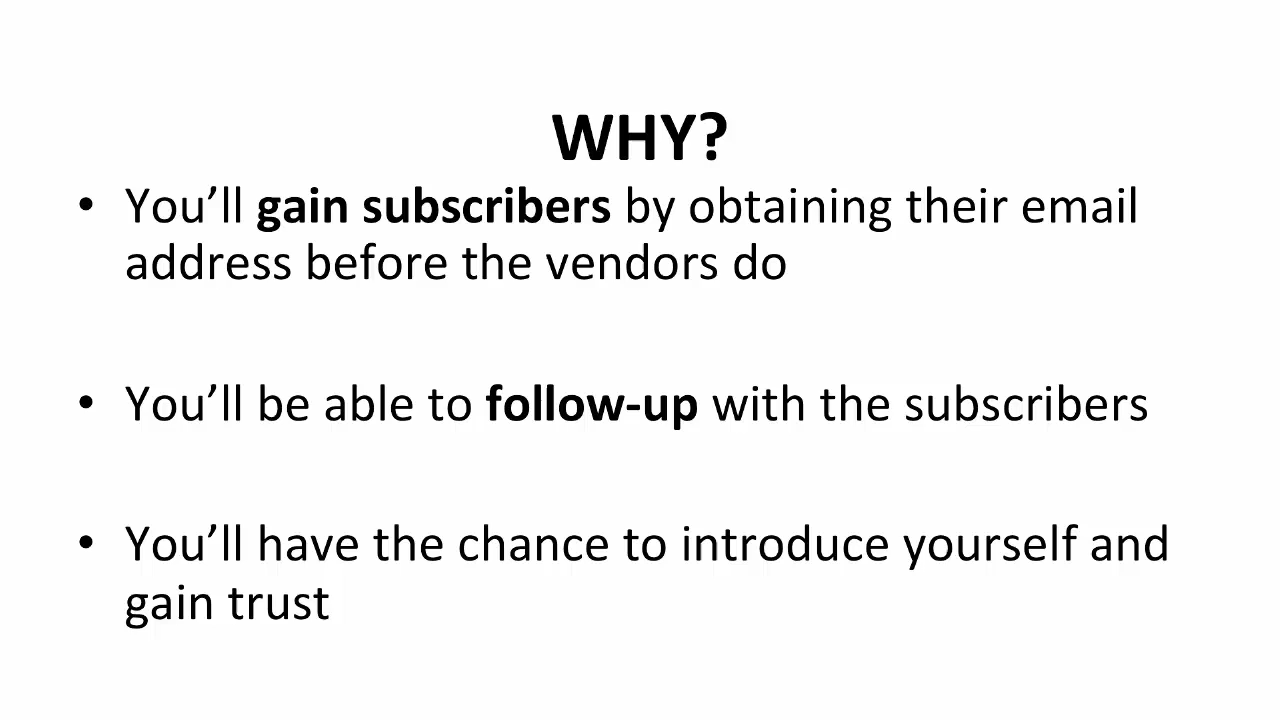 WHY?
• You’ll gain subscribers by obtaining their email
address before the vendors do
• You’ll be able to follow-up with the subscribers
• You’ll have the chance to introduce yourself and
gain trust